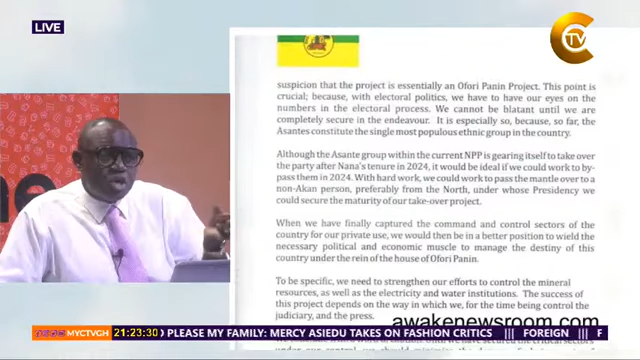 LIVE
C
TV
suspicion that the project is essentially an Ofori Panin Project. This point is
crucial; because, with electoral politics, we have to have our eyes on the
numbers in the electoral process. We cannot be blatant until we are
completely secure in the endeavour. It is especially so, because, so far, the
Asantes constitute the single most populous ethnic group in the country.
Although the Asante group within the current NPP is gearing itself to take over
the party after Nana's tenure in 2024, it would be ideal if we could work to by-
pass them in 2024. With hard work, we could work to pass the mantle over to a
non-Akan person, preferably from the North, under whose Presidency we
could secure the maturity of our take-over project.
When we have finally captured the command and control sectors of the
country for our private use, we would then be in a better position to wield the
necessary political and economic muscle to manage the destiny of this
country under the rein of the house of Ofori Panin.
To be specific, we need to strengthen our efforts to control the mineral
resources, as well as the electricity and water institutions. The success of
this project depends on the way in which we, for the time being control the
judiciary, and the press.
awakenewsroom.com
MYCTVGH 21:23:30 PLEASE MY FAMILY: MERCY ASIEDU TAKES ON FASHION CRITICS ||| FOREIGN ||| F